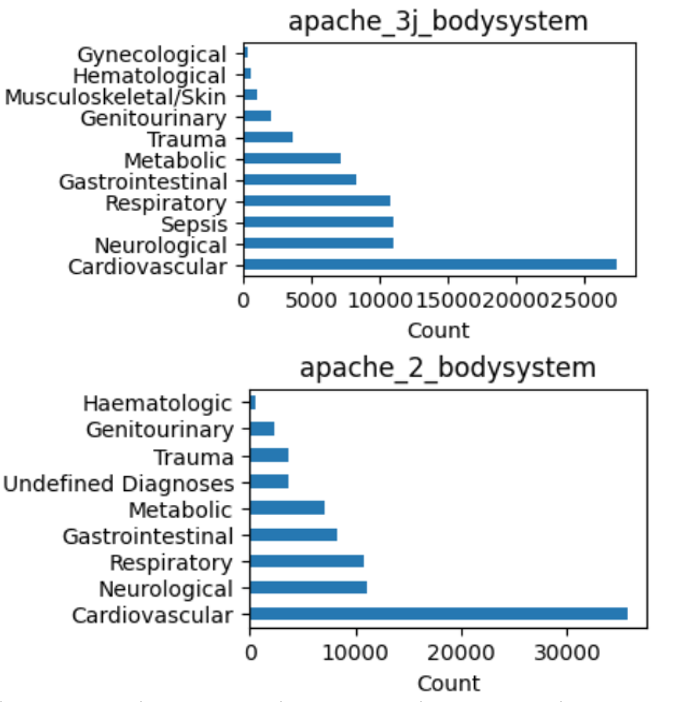 apache_3j_bodysystem
Gynecological
Hematological
Musculoskeletal/Skin
Genitourinary
Trauma
Metabolic
Gastrointestinal
Respiratory
Sepsis
Neurological
Cardiovascular
0 5000 10000 15000 20000 25000
Count
apache_2_bodysystem
Haematologic
Genitourinary
Trauma
Undefined Diagnoses
Metabolic
Gastrointestinal
Respiratory
Neurological
Cardiovascular
0 10000 20000 30000
Count